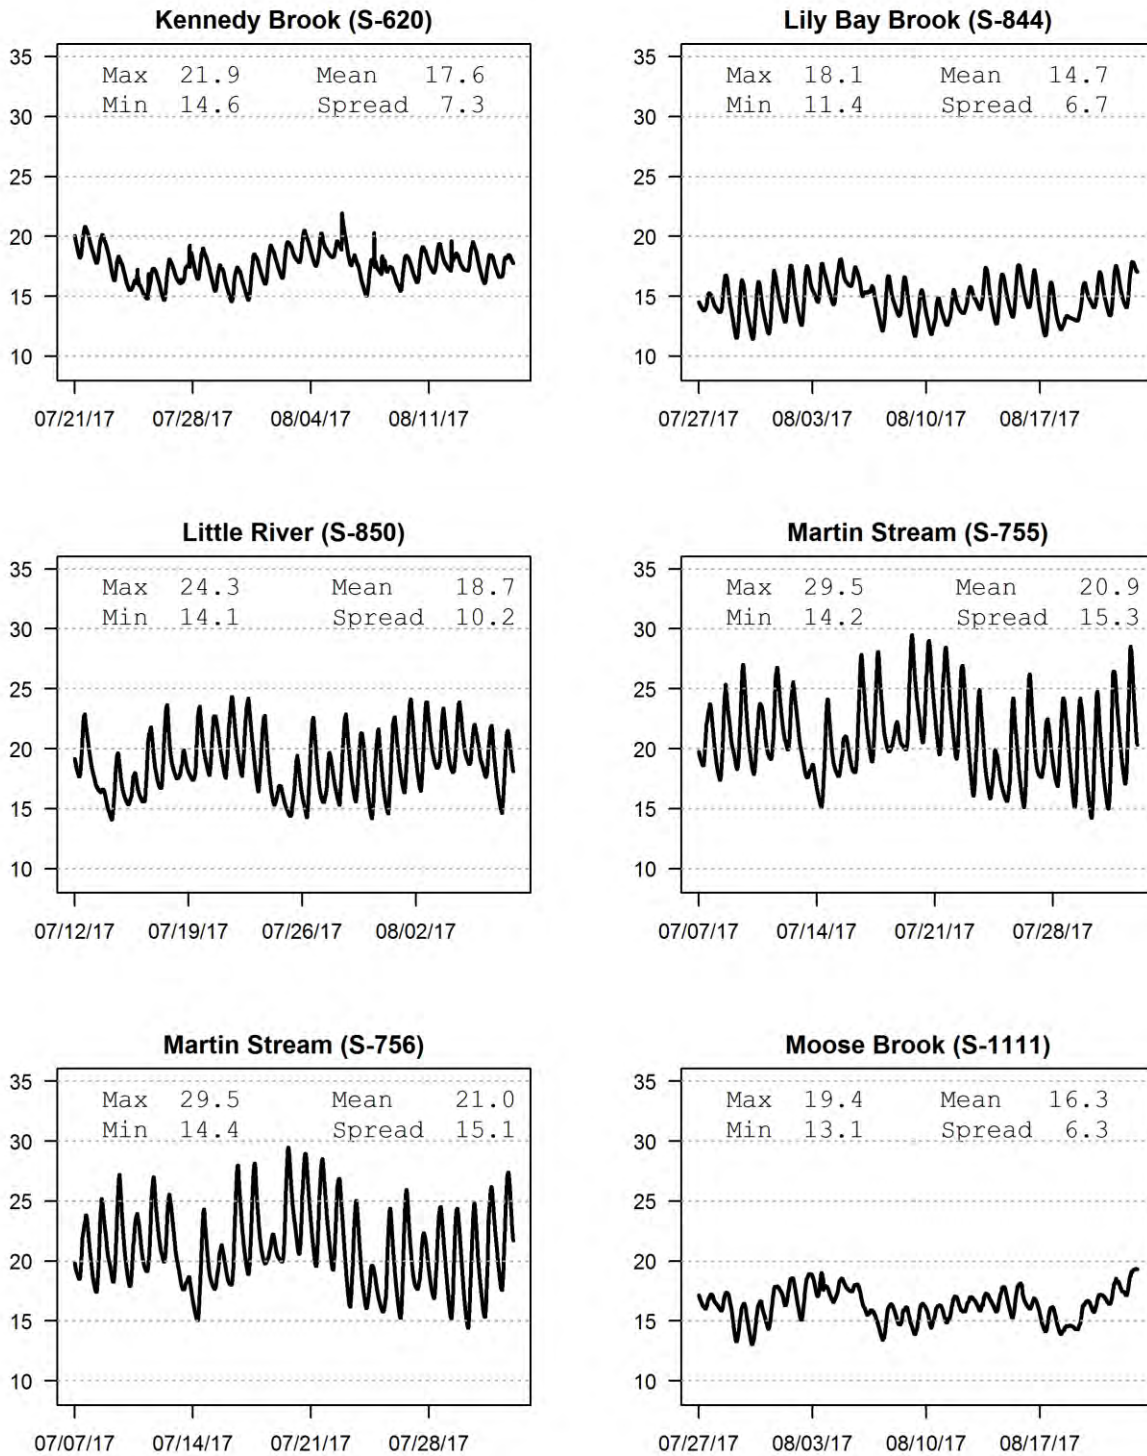 Kennedy Brook (S-620)
35
30
25
20
15
10
Max 21.9 Mean 17.6
Min 14.6 Spread 7.3
07/21/17 07/28/17 08/04/17 08/11/17
Lily Bay Brook (S-844)
35
30
25
20
15
10
Max 18.1 Mean 14.7
Min 11.4 Spread 6.7
07/27/17 08/03/17 08/10/17 08/17/17
Little River (S-850)
35
30
25
20
15
10
Max 24.3 Mean 18.7
Min 14.1 Spread 10.2
07/12/17 07/19/17 07/26/17 08/02/17
Martin Stream (S-755)
35
30
25
20
15
10
Max 29.5 Mean 20.9
Min 14.2 Spread 15.3
07/07/17 07/14/17 07/21/17 07/28/17
Martin Stream (S-756)
35
30
25
20
15
10
Max 29.5 Mean 21.0
Min 14.4 Spread 15.1
07/07/17 07/14/17 07/21/17 07/28/17
Moose Brook (S-1111)
35
30
25
20
15
10
Max 19.4 Mean 16.3
Min 13.1 Spread 6.3
07/27/17 08/03/17 08/10/17 08/17/17